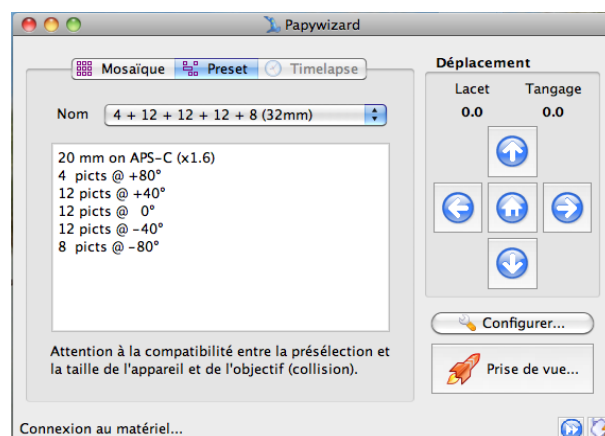 Papywizard
Mosaïque Preset Timelapse
Nom 4 + 12 + 12 + 12 + 8 (32mm)
20 mm on APS-C (x1.6)
4 picts @ +80°
12 picts @ +40°
12 picts @ 0°
12 picts @ −40°
8 picts @ −80°
Attention à la compatibilité entre la présélection et
la taille de l'appareil et de l'objectif (collision).
Déplacement
Lacet Tangage
0.0 0.0
Configurer...
Prise de vue...
Connexion au matériel...